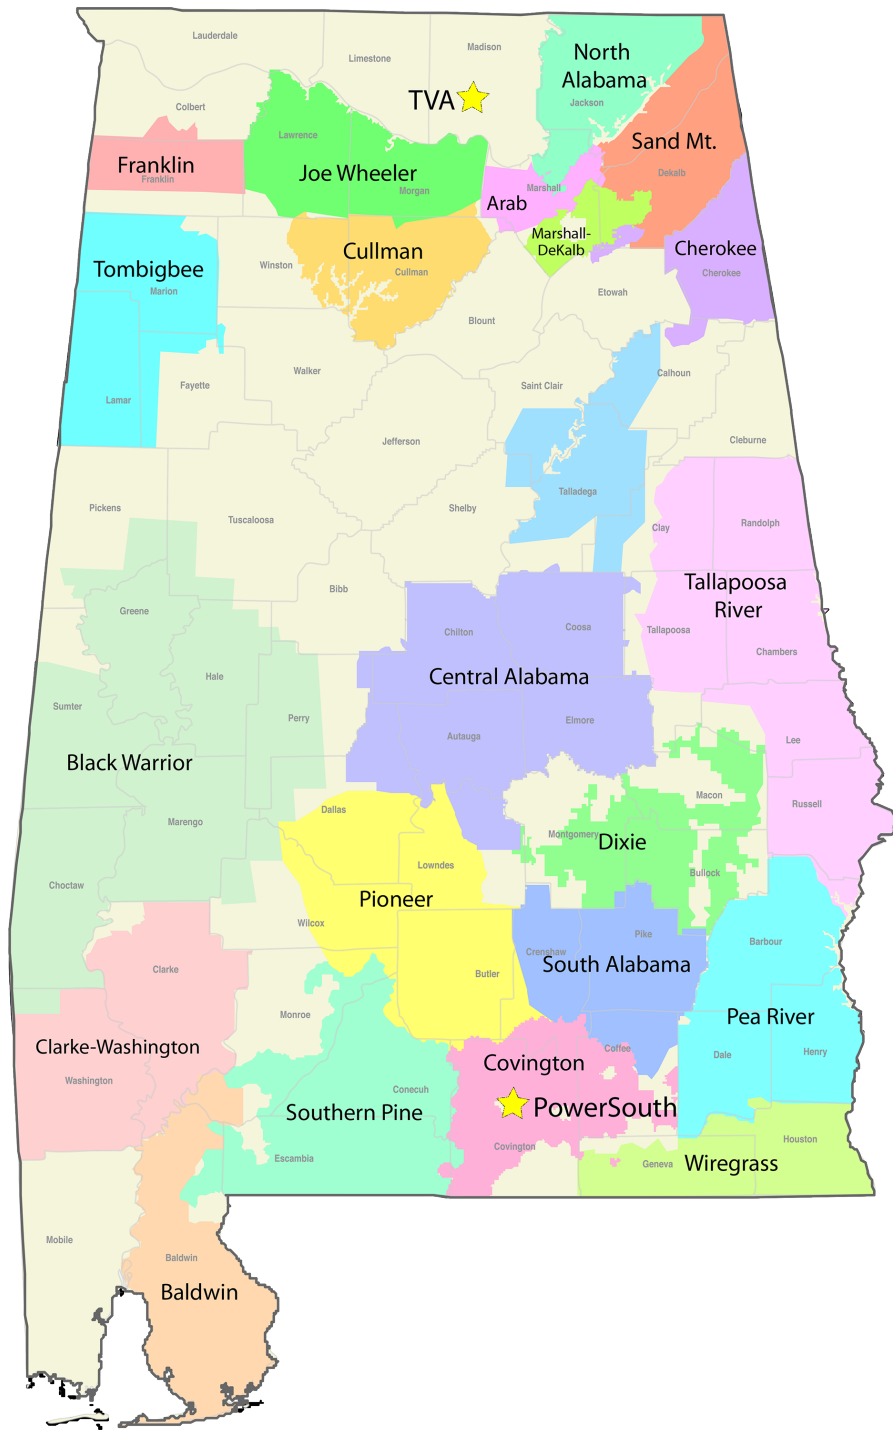 Lauderdale
Limestone
Madison
North
Alabama
Jackson
TVA
Colbert
Lawrence
Sand Mt.
Franklin
Franklin
Joe Wheeler
Morgan
Dekalb
Marshall
Arab
Marshall-
DeKalb
Cherokee
Cherokee
Cullman
Cullman
Winston
Tombigbee
Marion
Etowah
Blount
Walker
Fayette
Lamar
Saint Clair
Calhoun
Jefferson
Cleburne
Talladega
Pickens
Tuscaloosa
Shelby
Clay
Randolph
Bibb
Tallapoosa
River
Greene
Chilton
Coosa
Tallapoosa
Chambers
Hale
Central Alabama
Sumter
Perry
Autauga
Elmore
Lee
Black Warrior
Macon
Russell
Dallas
Marengo
Montgomery
Dixie
Lowndes
Bullock
Choctaw
Pioneer
Wilcox
Pike
Barbour
Crenshaw
South Alabama
Clarke
Butler
Monroe
Pea River
Clarke-Washington
Coffee
Dale
Henry
Covington
Washington
Conecuh
PowerSouth
Southern Pine
Houston
Covington
Escambia
Geneva
Wiregrass
Mobile
Baldwin
Baldwin